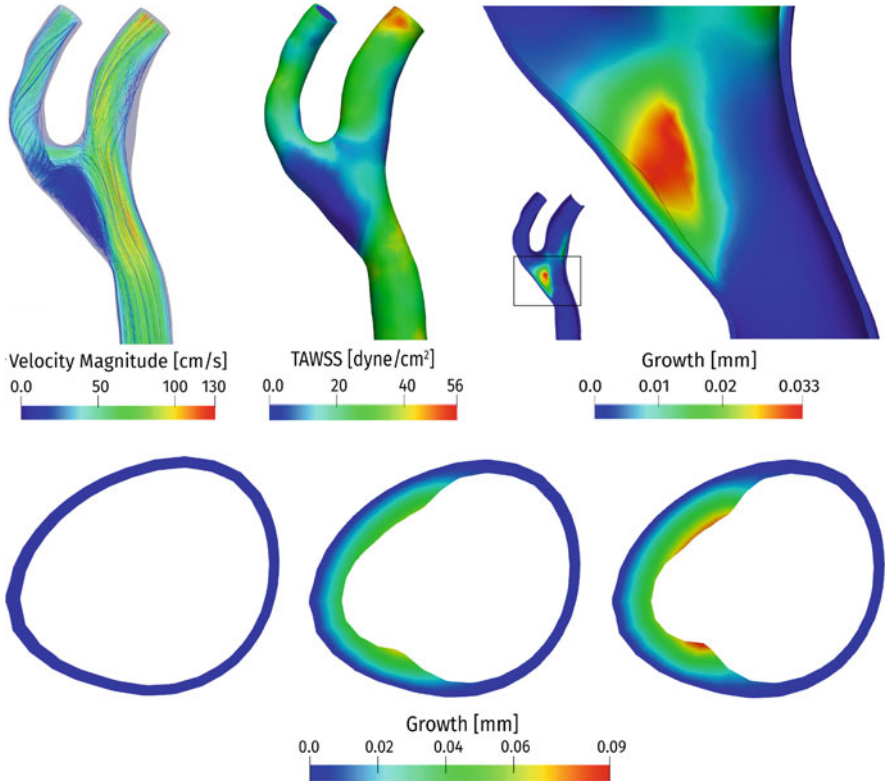 Velocity Magnitude [cm/s]
0.0 50 100 130
TAWSS [dyne/cm²]
0.0 20 40 56
Growth [mm]
0.0 0.01 0.02 0.033
Growth [mm]
0.0 0.02 0.04 0.06 0.09